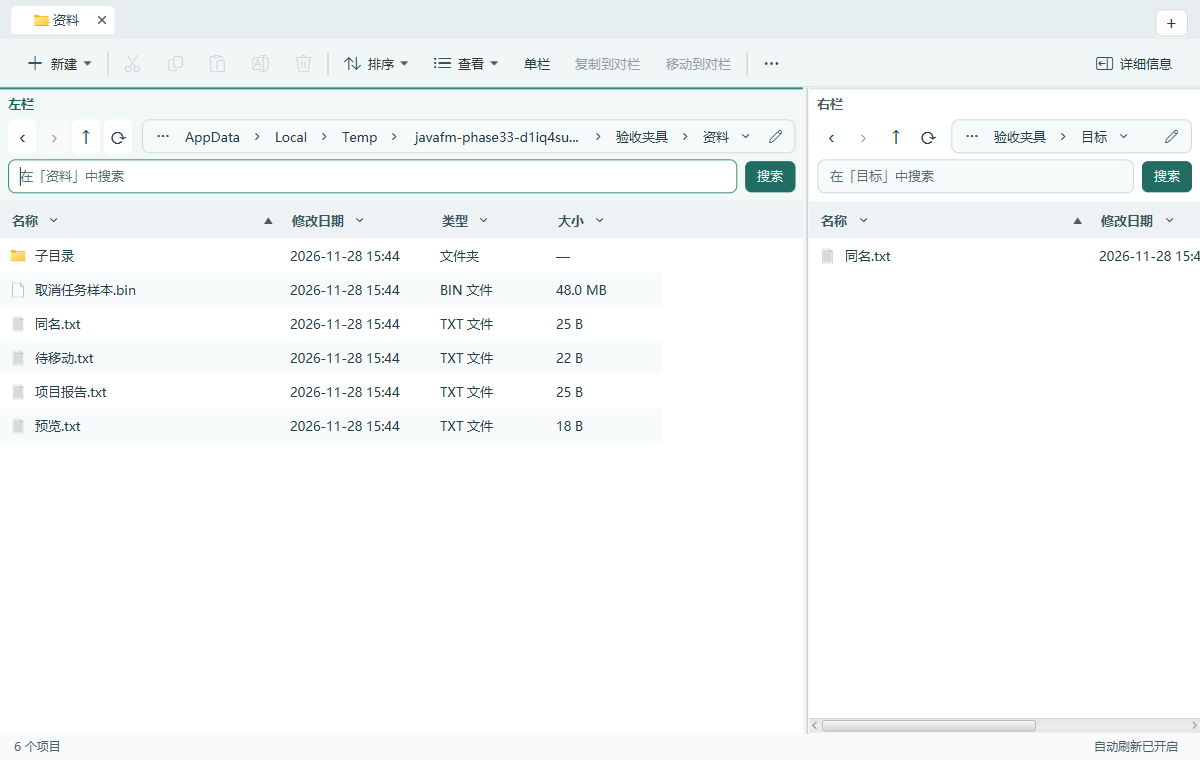 资料
新建 排序 查看 单栏 复制到对栏 移动到对栏 ··· 详细信息
左栏
··· AppData › Local › Temp › javafm-phase33-d1iq4su... › 验收夹具 › 资料
在「资料」中搜索 搜索
名称 修改日期 类型 大小
子目录 2026-11-28 15:44 文件夹 —
取消任务样本.bin 2026-11-28 15:44 BIN 文件 48.0 MB
同名.txt 2026-11-28 15:44 TXT 文件 25 B
待移动.txt 2026-11-28 15:44 TXT 文件 22 B
项目报告.txt 2026-11-28 15:44 TXT 文件 25 B
预览.txt 2026-11-28 15:44 TXT 文件 18 B
右栏
··· 验收夹具 › 目标
在「目标」中搜索 搜索
名称 修改日期
同名.txt 2026-11-28 15:4
6 个项目
自动刷新已开启